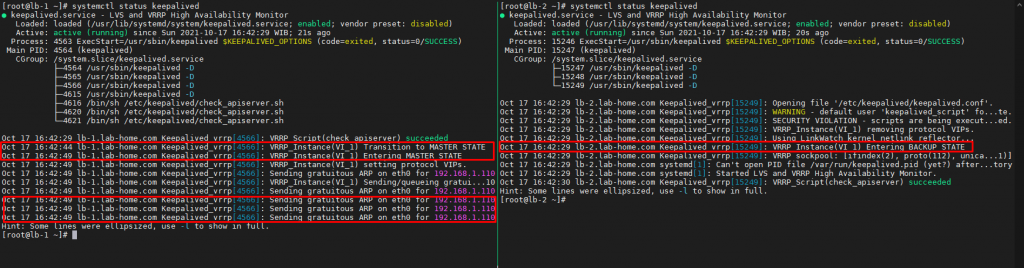 [root@lb-1 ~]# systemctl status keepalived
● keepalived.service - LVS and VRRP High Availability Monitor
Loaded: loaded (/usr/lib/systemd/system/keepalived.service; enabled; vendor preset: disabled)
Active: active (running) since Sun 2021-10-17 16:42:29 WIB; 21s ago
Process: 4563 ExecStart=/usr/sbin/keepalived $KEEPALIVED_OPTIONS (code=exited, status=0/SUCCESS)
Main PID: 4564 (keepalived)
CGroup: /system.slice/keepalived.service
├─4564 /usr/sbin/keepalived -D
├─4565 /usr/sbin/keepalived -D
├─4566 /usr/sbin/keepalived -D
├─4615 /usr/sbin/keepalived -D
├─4616 /bin/sh /etc/keepalived/check_apiserver.sh
├─4620 /bin/sh /etc/keepalived/check_apiserver.sh
└─4621 /bin/sh /etc/keepalived/check_apiserver.sh
Oct 17 16:42:29 lb-1.lab-home.com Keepalived_vrrp[4566]: VRRP_Script(check_apiserver) succeeded
Oct 17 16:42:44 lb-1.lab-home.com Keepalived_vrrp[4566]: VRRP_Instance(VI_1) Transition to MASTER STATE
Oct 17 16:42:49 lb-1.lab-home.com Keepalived_vrrp[4566]: VRRP_Instance(VI_1) Entering MASTER STATE
Oct 17 16:42:49 lb-1.lab-home.com Keepalived_vrrp[4566]: VRRP_Instance(VI_1) setting protocol VIPs.
Oct 17 16:42:49 lb-1.lab-home.com Keepalived_vrrp[4566]: Sending gratuitous ARP on eth0 for 192.168.1.110
Oct 17 16:42:49 lb-1.lab-home.com Keepalived_vrrp[4566]: VRRP_Instance(VI_1) Sending/queueing gratui...10
Oct 17 16:42:49 lb-1.lab-home.com Keepalived_vrrp[4566]: Sending gratuitous ARP on eth0 for 192.168.1.110
Oct 17 16:42:49 lb-1.lab-home.com Keepalived_vrrp[4566]: Sending gratuitous ARP on eth0 for 192.168.1.110
Oct 17 16:42:49 lb-1.lab-home.com Keepalived_vrrp[4566]: Sending gratuitous ARP on eth0 for 192.168.1.110
Oct 17 16:42:49 lb-1.lab-home.com Keepalived_vrrp[4566]: Sending gratuitous ARP on eth0 for 192.168.1.110
Hint: Some lines were ellipsized, use -l to show in full.
[root@lb-1 ~]#
[root@lb-2 ~]# systemctl status keepalived
● keepalived.service - LVS and VRRP High Availability Monitor
Loaded: loaded (/usr/lib/systemd/system/keepalived.service; enabled; vendor preset: disabled)
Active: active (running) since Sun 2021-10-17 16:42:29 WIB; 20s ago
Process: 15246 ExecStart=/usr/sbin/keepalived $KEEPALIVED_OPTIONS (code=exited, status=0/SUCCESS)
Main PID: 15247 (keepalived)
CGroup: /system.slice/keepalived.service
├─15247 /usr/sbin/keepalived -D
├─15248 /usr/sbin/keepalived -D
└─15249 /usr/sbin/keepalived -D
Oct 17 16:42:29 lb-2.lab-home.com Keepalived_vrrp[15249]: Opening file '/etc/keepalived/keepalived.conf'.
Oct 17 16:42:29 lb-2.lab-home.com Keepalived_vrrp[15249]: WARNING - default user 'keepalived_script' fo...te.
Oct 17 16:42:29 lb-2.lab-home.com Keepalived_vrrp[15249]: SECURITY VIOLATION - scripts are being execut...ed.
Oct 17 16:42:29 lb-2.lab-home.com Keepalived_vrrp[15249]: VRRP_Instance(VI_1) removing protocol VIPs.
Oct 17 16:42:29 lb-2.lab-home.com Keepalived_vrrp[15249]: Using LinkWatch kernel netlink reflector...
Oct 17 16:42:29 lb-2.lab-home.com Keepalived_vrrp[15249]: VRRP_Instance(VI_1) Entering BACKUP STATE
Oct 17 16:42:29 lb-2.lab-home.com Keepalived_vrrp[15249]: VRRP sockpool: [ifindex(2), proto(112), unica...1)]
Oct 17 16:42:29 lb-2.lab-home.com systemd[1]: Can't open PID file /var/run/keepalived.pid (yet?) after...tory
Oct 17 16:42:29 lb-2.lab-home.com systemd[1]: Started LVS and VRRP High Availability Monitor.
Oct 17 16:42:30 lb-2.lab-home.com Keepalived_vrrp[15249]: VRRP_Script(check_apiserver) succeeded
Hint: Some lines were ellipsized, use -l to show in full.
[root@lb-2 ~]#